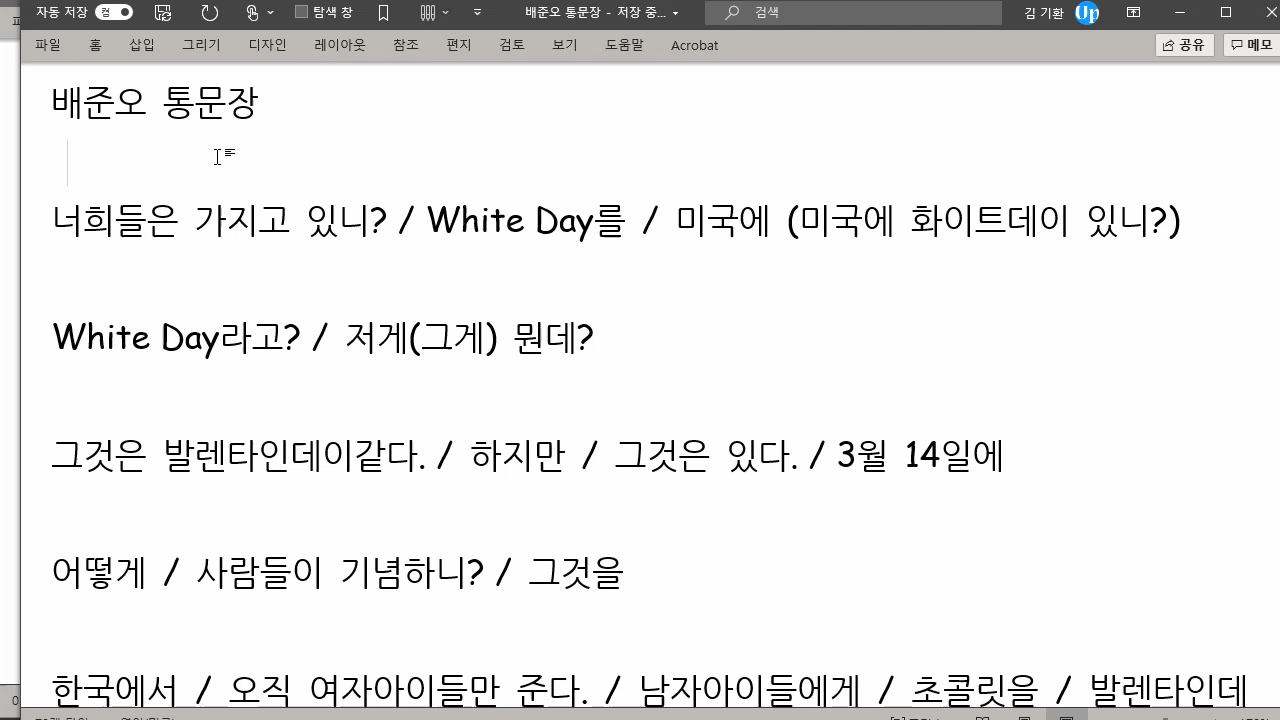 자동 저장 켬 탐색 창 배준오 통문장 - 저장 중... 검색 김 기환 Up
파일 홈 삽입 그리기 디자인 레이아웃 참조 편지 검토 보기 도움말 Acrobat 공유 메모
배준오 통문장
너희들은 가지고 있니? / White Day를 / 미국에 (미국에 화이트데이 있니?)
White Day라고? / 저게(그게) 뭔데?
그것은 발렌타인데이같다. / 하지만 / 그것은 있다. / 3월 14일에
어떻게 / 사람들이 기념하니? / 그것을
한국에서 / 오직 여자아이들만 준다. / 남자아이들에게 / 초콜릿을 / 발렌타인데